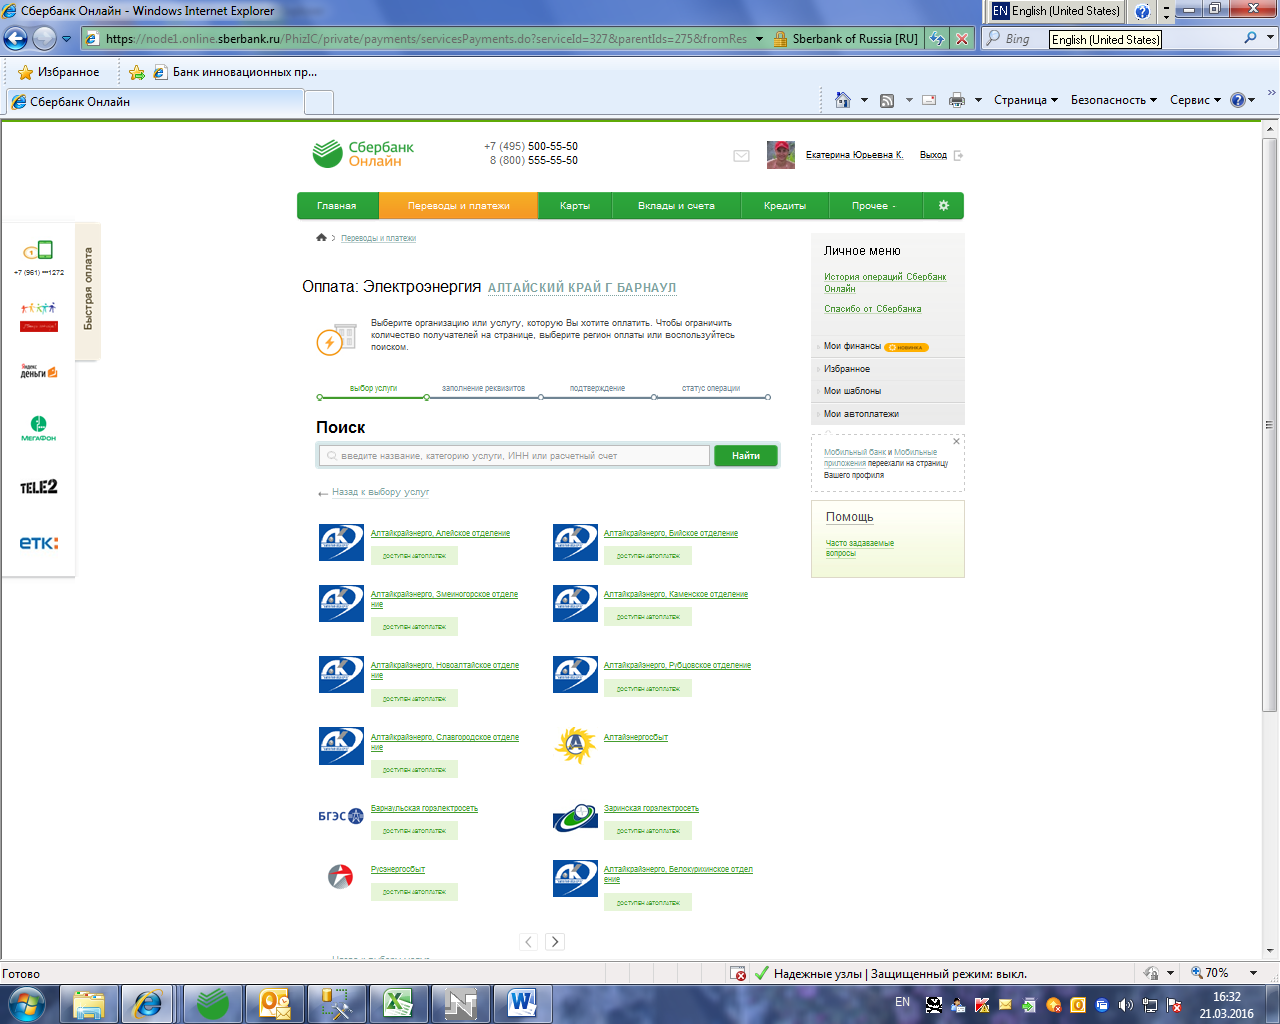 Сбербанк Онлайн - Windows Internet Explorer
EN English (United States)
https://node1.online.sberbank.ru/PhizIC/private/payments/servicesPayments.do?serviceId=327&parentIds=275&fromRes
Sberbank of Russia [RU]
Bing
English (United States)
Избранное
Банк инновационных пр...
Сбербанк Онлайн
Страница
Безопасность
Сервис
Сбербанк
Онлайн
+7 (495) 500-55-50
8 (800) 555-55-50
Екатерина Юрьевна К.
Выход
Главная
Переводы и платежи
Карты
Вклады и счета
Кредиты
Прочее
Переводы и платежи
Оплата: Электроэнергия АЛТАЙСКИЙ КРАЙ Г БАРНАУЛ
Выберите организацию или услугу, которую Вы хотите оплатить. Чтобы ограничить
количество получателей на странице, выберите регион оплаты или воспользуйтесь
поиском.
выбор услуги
заполнение реквизитов
подтверждение
статус операции
Поиск
введите название, категорию услуги, ИНН или расчетный счет
Найти
← Назад к выбору услуг
Алтайкрайэнерго, Алейское отделение
ДОСТУПЕН АВТОПЛАТЕЖ
Алтайкрайэнерго, Бийское отделение
ДОСТУПЕН АВТОПЛАТЕЖ
Алтайкрайэнерго, Змеиногорское отделе
ние
ДОСТУПЕН АВТОПЛАТЕЖ
Алтайкрайэнерго, Каменское отделение
ДОСТУПЕН АВТОПЛАТЕЖ
Алтайкрайэнерго, Новоалтайское отделе
ние
ДОСТУПЕН АВТОПЛАТЕЖ
Алтайкрайэнерго, Рубцовское отделение
ДОСТУПЕН АВТОПЛАТЕЖ
Алтайкрайэнерго, Славгородское отделе
ние
ДОСТУПЕН АВТОПЛАТЕЖ
Алтайэнергосбыт
БГЭС
Барнаульская горэлектросеть
ДОСТУПЕН АВТОПЛАТЕЖ
Заринская горэлектросеть
ДОСТУПЕН АВТОПЛАТЕЖ
Русэнергосбыт
ДОСТУПЕН АВТОПЛАТЕЖ
Алтайкрайэнерго, Белокурихинское отдел
ение
ДОСТУПЕН АВТОПЛАТЕЖ
Назад к выбору услуг
Быстрая оплата
+7 (961) ***1272
Яндекс
деньги
МЕГАФОН
TELE2
ЕТК:
Личное меню
История операций Сбербанк
Онлайн
Спасибо от Сбербанка
Мои финансы НОВИНКА
Избранное
Мои шаблоны
Мои автоплатежи
Мобильный банк и Мобильные
приложения переехали на страницу
Вашего профиля
Помощь
Часто задаваемые
вопросы
Готово
Надежные узлы | Защищенный режим: выкл.
70%
EN
16:32
21.03.2016